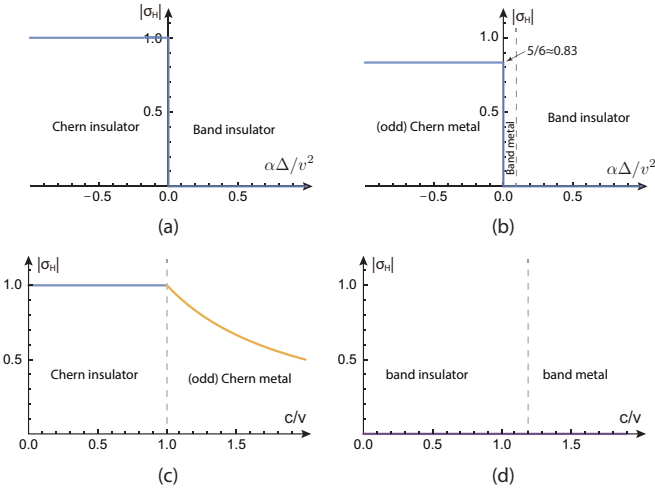 |σH|
1.0
0.5
Chern insulator
Band insulator
αΔ/v²
−0.5
0.0
0.5
(a)
|σH|
1.0
5/6≈0.83
0.5
(odd) Chern metal
Band metal
Band insulator
αΔ/v²
−0.5
0.0
0.5
(b)
|σH|
1.0
0.5
Chern insulator
(odd) Chern metal
c/v
0.0
0.5
1.0
1.5
(c)
|σH|
1.0
0.5
band insulator
band metal
c/v
0.0
0.5
1.0
1.5
(d)